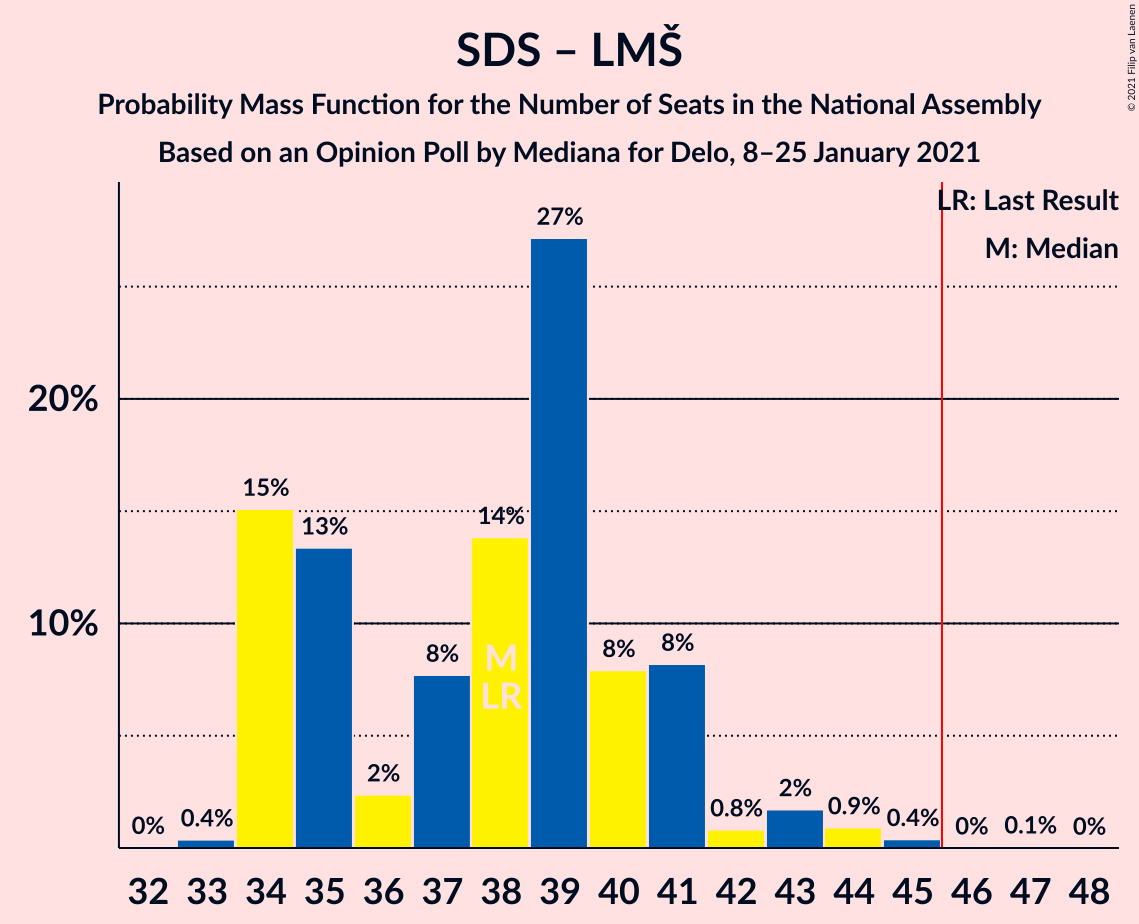 SDS – LMŠ
Probability Mass Function for the Number of Seats in the National Assembly
Based on an Opinion Poll by Mediana for Delo, 8–25 January 2021
© 2021 Filip van Laenen
LR: Last Result
M: Median
20%
10%
0%
0.4%
15%
13%
2%
8%
14%
27%
8%
8%
0.8%
2%
0.9%
0.4%
0%
0.1%
0%
M
LR
32 33 34 35 36 37 38 39 40 41 42 43 44 45 46 47 48